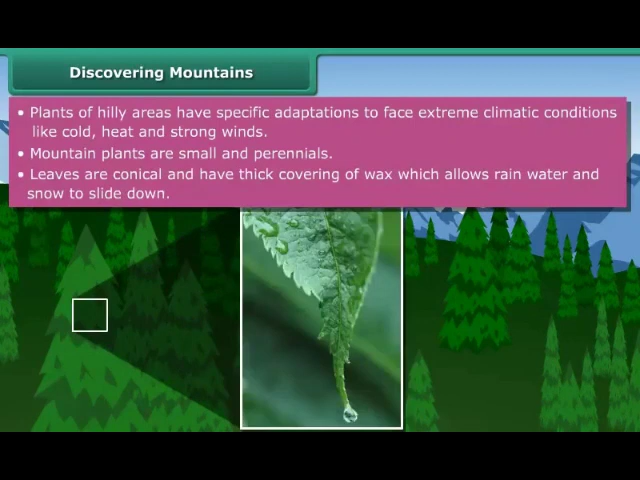 Discovering Mountains
• Plants of hilly areas have specific adaptations to face extreme climatic conditions
like cold, heat and strong winds.
• Mountain plants are small and perennials.
• Leaves are conical and have thick covering of wax which allows rain water and
snow to slide down.